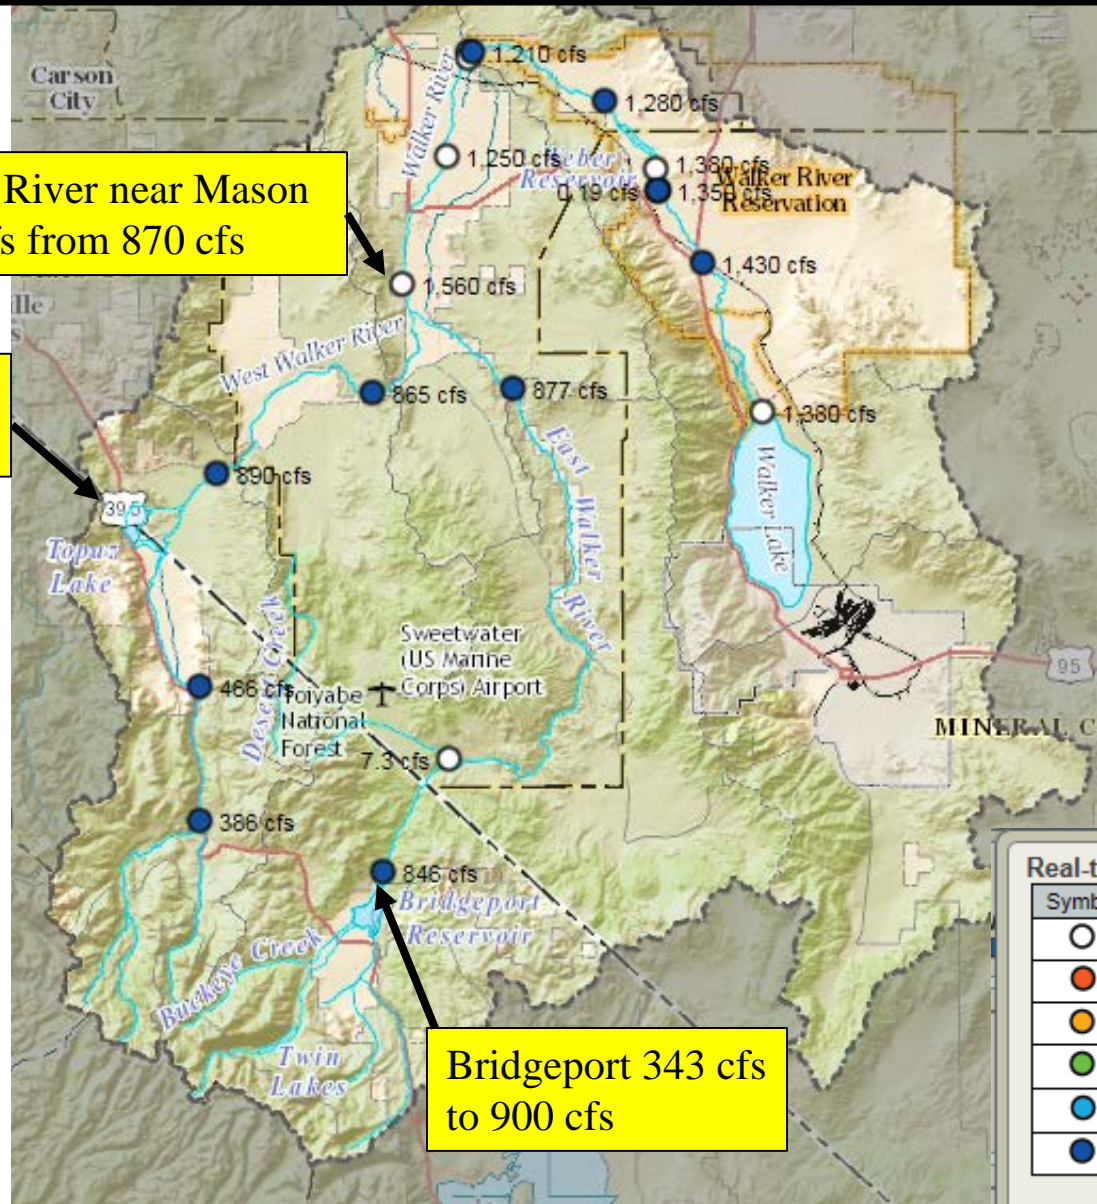 Carson
City
Walker River
1,210 cfs
1,280 cfs
1,250 cfs
Weber
Reservoir
1,380 cfs
0.19 cfs
1,350 cfs
Walker River
Reservation
River near Mason
from 870 cfs
1,560 cfs
1,430 cfs
West Walker River
865 cfs
877 cfs
1,380 cfs
890 cfs
395
Topaz
Lake
East Walker River
Walker Lake
Desert Creek
Sweetwater
(US Marine
Corps) Airport
466 cfs
Toiyabe
National
Forest
95
MINERAL C
7.3 cfs
386 cfs
846 cfs
Bridgeport
Reservoir
Buckeye Creek
Twin
Lakes
Bridgeport 343 cfs
to 900 cfs
Real-t
Symb